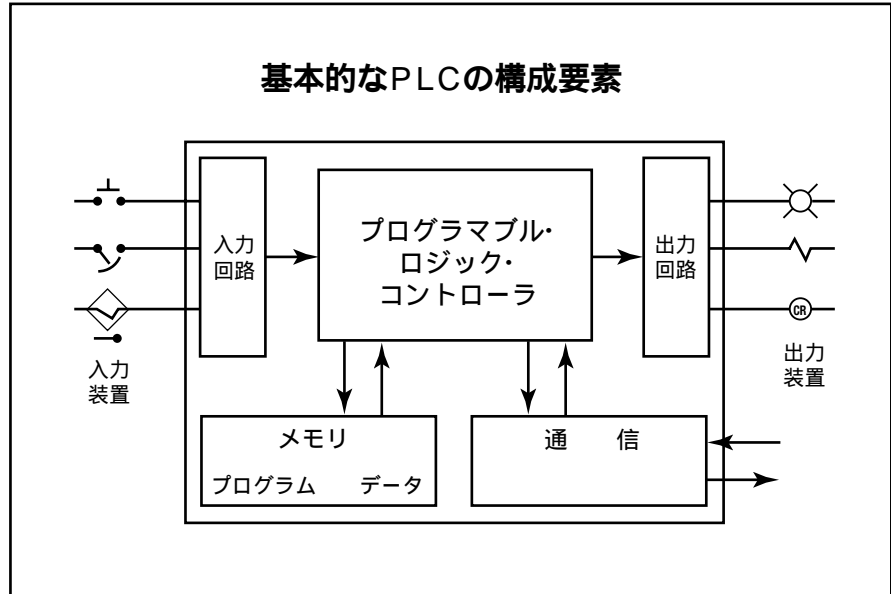 基本的なPLCの構成要素
入力
回路
プログラマブル・
ロジック・
コントローラ
出力
回路
CR
入力
装置
出力
装置
メモリ
プログラム データ
通 信